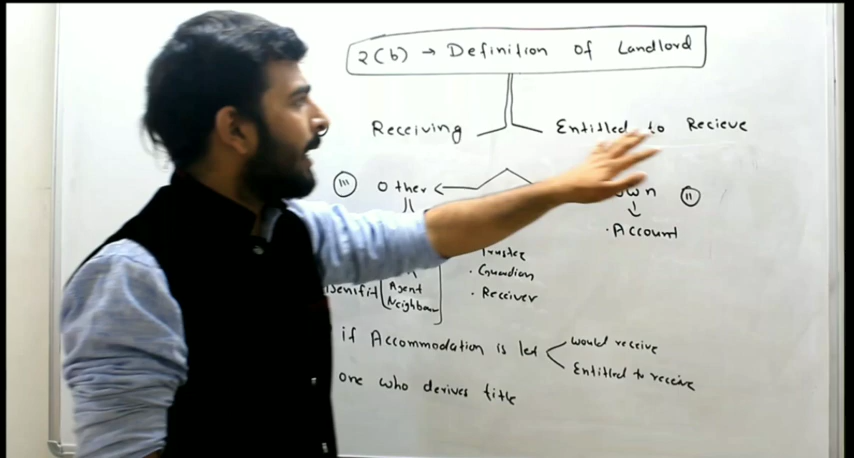 2(b) → Definition of Landlord
Receiving Entitled to Recieve
III Other own II
. Account
Trustee
. Guardian
. Receiver
Agent
if Accommodation is let would receive
Entitled to receive
one who derives title